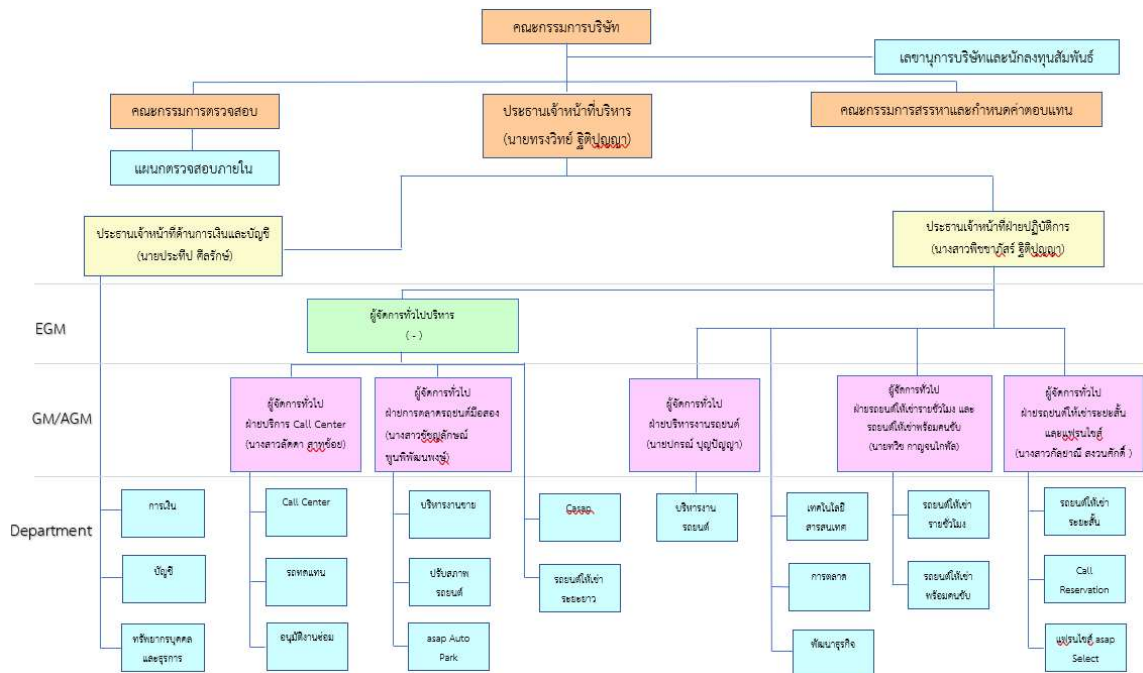 คณะกรรมการบริษัท
เลขานุการบริษัทและนักลงทุนสัมพันธ์
คณะกรรมการตรวจสอบ
ประธานเจ้าหน้าที่บริหาร
(นายทรงวิทย์ ฐิติปุญญา)
คณะกรรมการสรรหาและกำหนดค่าตอบแทน
แผนกตรวจสอบภายใน
ประธานเจ้าหน้าที่ด้านการเงินและบัญชี
(นายประทีป ศีลรักษ์)
ประธานเจ้าหน้าที่ฝ่ายปฏิบัติการ
(นางสาวพิชชาภัสร์ ฐิติปุญญา)
EGM
ผู้จัดการทั่วไปบริหาร
( - )
GM/AGM
ผู้จัดการทั่วไป
ฝ่ายบริการ Call Center
(นางสาวลัดดา สาทช้อย)
ผู้จัดการทั่วไป
ฝ่ายการตลาดรถยนต์มือสอง
(นางสาวชัชญลักษณ์
พูนพิพัฒนพงษ์)
ผู้จัดการทั่วไป
ฝ่ายบริหารงานรถยนต์
(นายปกรณ์ บุญปัญญา)
ผู้จัดการทั่วไป
ฝ่ายรถยนต์ให้เช่ารายชั่วโมง และ
รถยนต์ให้เช่าพร้อมคนขับ
(นายทวิช กาญจนโภคัล)
ผู้จัดการทั่วไป
ฝ่ายรถยนต์ให้เช่าระยะสั้น
และแฟรนไชส์
(นางสาวกัลยาณี สงวนศักดิ์ )
Department
การเงิน
บัญชี
ทรัพยากรบุคคล
และธุรการ
Call Center
รถทดแทน
อนุมัติงานซ่อม
บริหารงานขาย
ปรับสภาพ
รถยนต์
asap Auto
Park
Casap
รถยนต์ให้เช่า
ระยะยาว
บริหารงาน
รถยนต์
เทคโนโลยี
สารสนเทศ
การตลาด
พัฒนาธุรกิจ
รถยนต์ให้เช่า
รายชั่วโมง
รถยนต์ให้เช่า
พร้อมคนขับ
รถยนต์ให้เช่า
ระยะสั้น
Call
Reservation
แฟรนไชส์ asap
Select